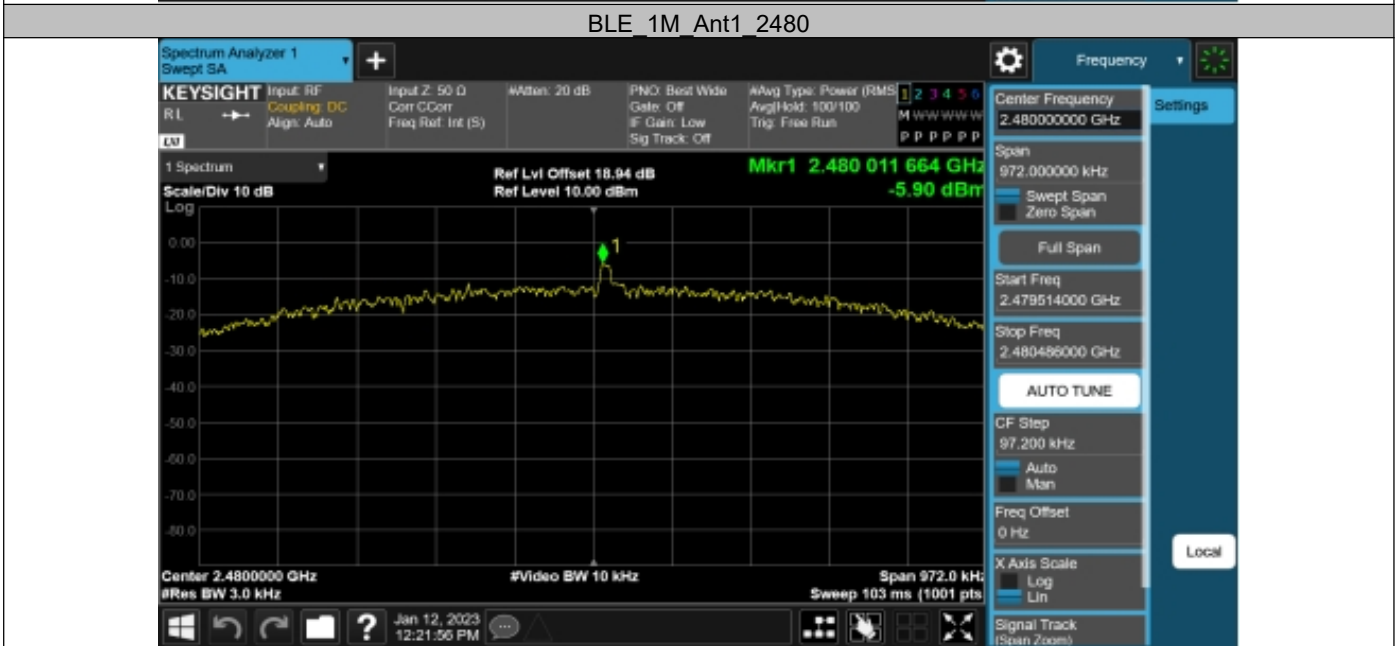 BLE_1M_Ant1_2480
Spectrum Analyzer 1
Swept SA
+
Frequency
KEYSIGHT
RL
LXI
Input: RF
Coupling: DC
Align: Auto
Input Z: 50 Ω
Corr CCorr
Freq Ref: Int (S)
#Atten: 20 dB
PNO: Best Wide
Gate: Off
IF Gain: Low
Sig Track: Off
#Avg Type: Power (RMS
Avg|Hold: 100/100
Trig: Free Run
1 2 3 4 5 6
M W W W W W
P P P P P P
1 Spectrum
Scale/Div 10 dB
Log
Ref Lvl Offset 18.94 dB
Ref Level 10.00 dBm
Mkr1 2.480 011 664 GHz
-5.90 dBm
1
0.00
-10.0
-20.0
-30.0
-40.0
-50.0
-60.0
-70.0
-80.0
Center 2.4800000 GHz
#Res BW 3.0 kHz
#Video BW 10 kHz
Span 972.0 kHz
Sweep 103 ms (1001 pts
?
Jan 12, 2023
12:21:56 PM
Center Frequency
2.480000000 GHz
Settings
Span
972.000000 kHz
Swept Span
Zero Span
Full Span
Start Freq
2.479514000 GHz
Stop Freq
2.480486000 GHz
AUTO TUNE
CF Step
97.200 kHz
Auto
Man
Freq Offset
0 Hz
X Axis Scale
Log
Lin
Local
Signal Track
(Span Zoom)